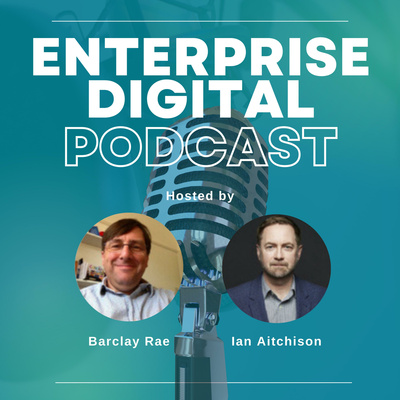 ENTERPRISE
DIGITAL
PODCAST
Hosted by
Barclay Rae
Ian Aitchison